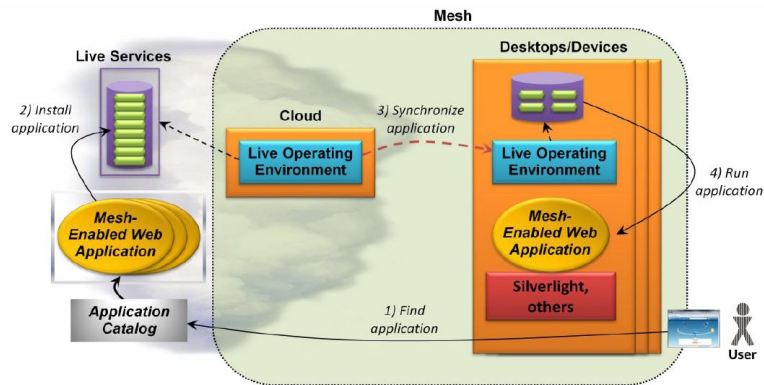 Mesh
Live Services
Desktops/Devices
2) Install
application
Cloud
3) Synchronize
application
Live Operating
Environment
Live Operating
Environment
4) Run
application
Mesh-
Enabled Web
Application
Mesh-
Enabled Web
Application
Silverlight,
others
Application
Catalog
1) Find
application
User